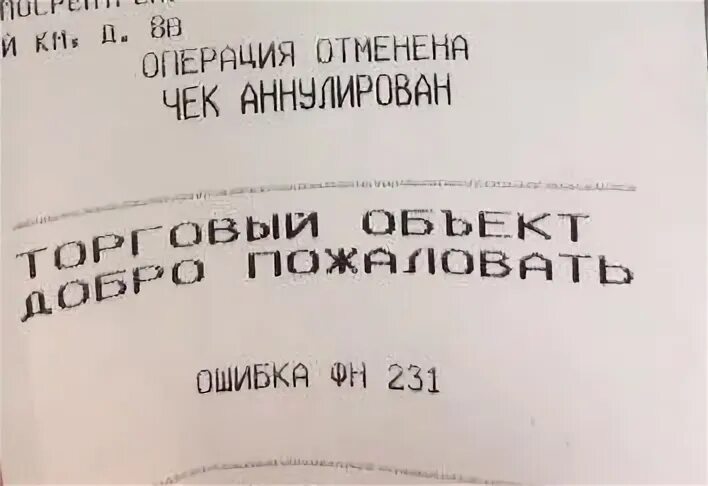 Й КМ, Д. 8В
ОПЕРАЦИЯ ОТМЕНЕНА
ЧЕК АННУЛИРОВАН
ТОРГОВЫЙ ОБЪЕКТ
ДОБРО ПОЖАЛОВАТЬ
ОШИБКА ФН 231